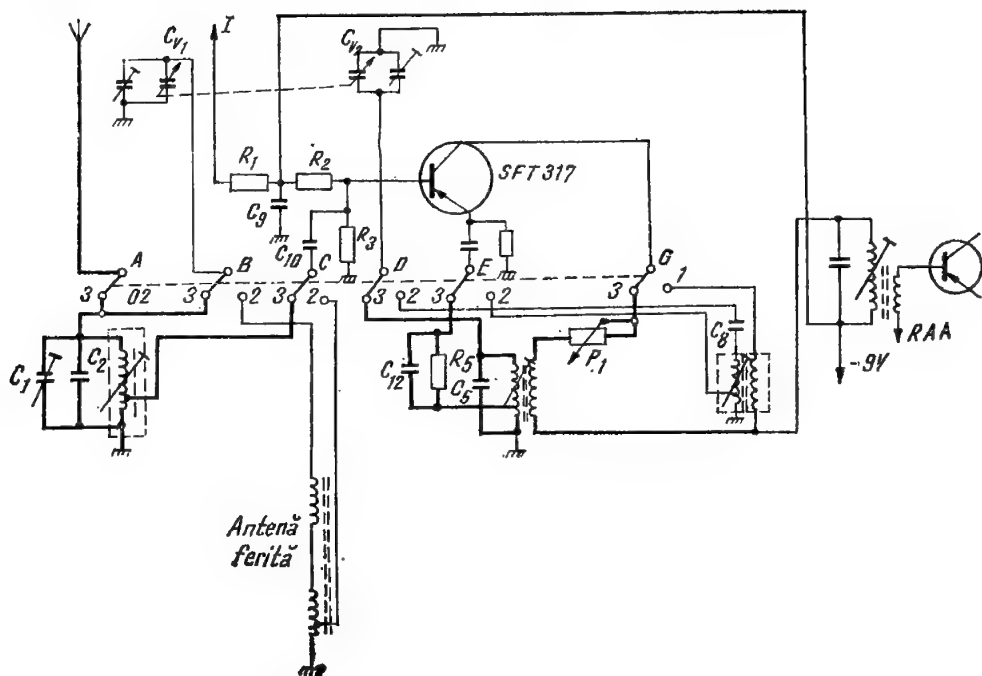 I
Cv1
Cv2
R1
R2
SFT 317
C9
R3
C10
A
B
C
D
E
G
3
02
3
2
3
2
3
2
3
2
3
1
C1
C2
C12
R5
C5
P1
C8
RAA
-9V
Antenă
ferită